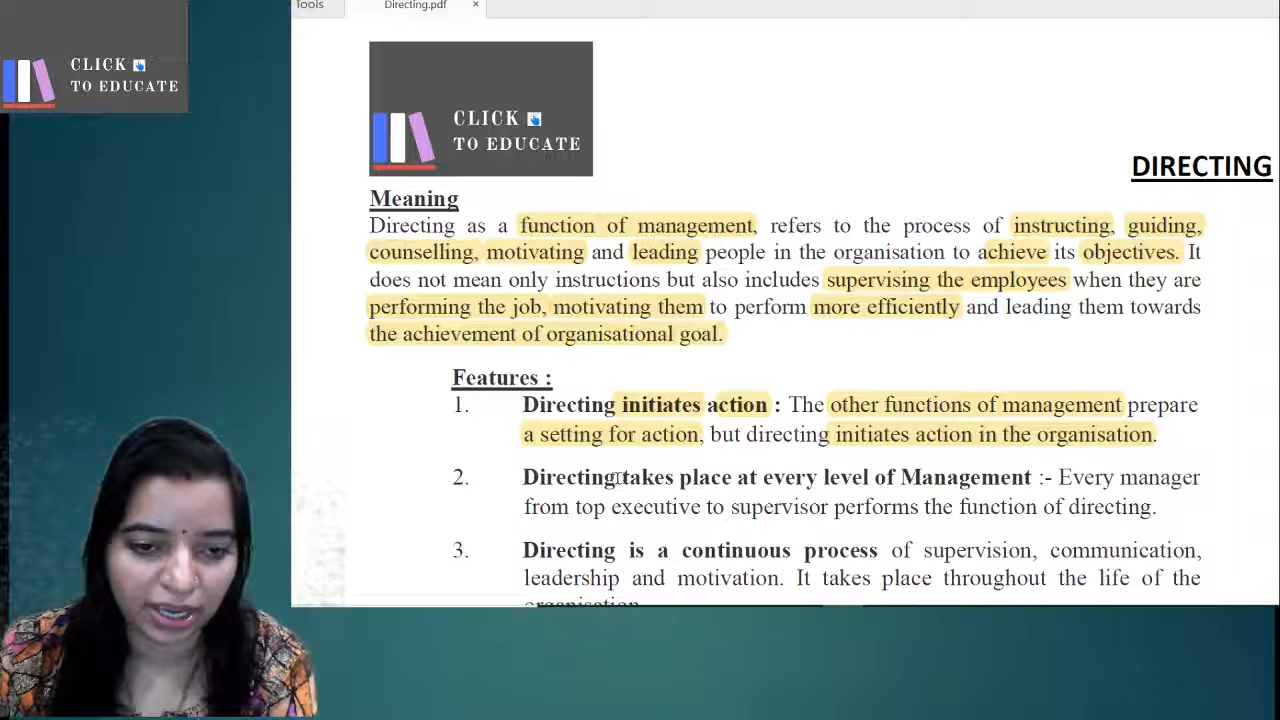 Tools
Directing.pdf
×
CLICK
TO EDUCATE
CLICK
TO EDUCATE
DIRECTING
Meaning
Directing as a function of management, refers to the process of instructing, guiding,
counselling, motivating and leading people in the organisation to achieve its objectives. It
does not mean only instructions but also includes supervising the employees when they are
performing the job, motivating them to perform more efficiently and leading them towards
the achievement of organisational goal.
Features :
1. Directing initiates action : The other functions of management prepare
a setting for action, but directing initiates action in the organisation.
2. Directing takes place at every level of Management :- Every manager
from top executive to supervisor performs the function of directing.
3. Directing is a continuous process of supervision, communication,
leadership and motivation. It takes place throughout the life of the
organisation